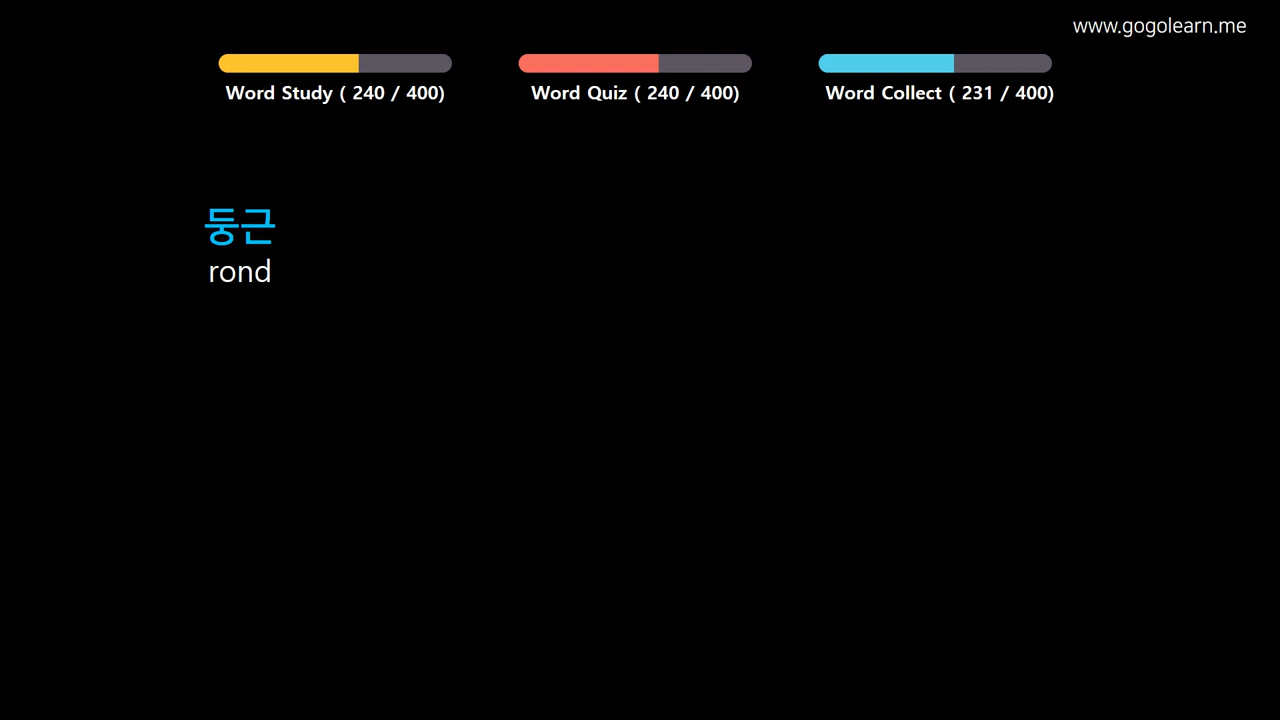 www.gogolearn.me
Word Study ( 240 / 400)
Word Quiz ( 240 / 400)
Word Collect ( 231 / 400)
둥근
rond